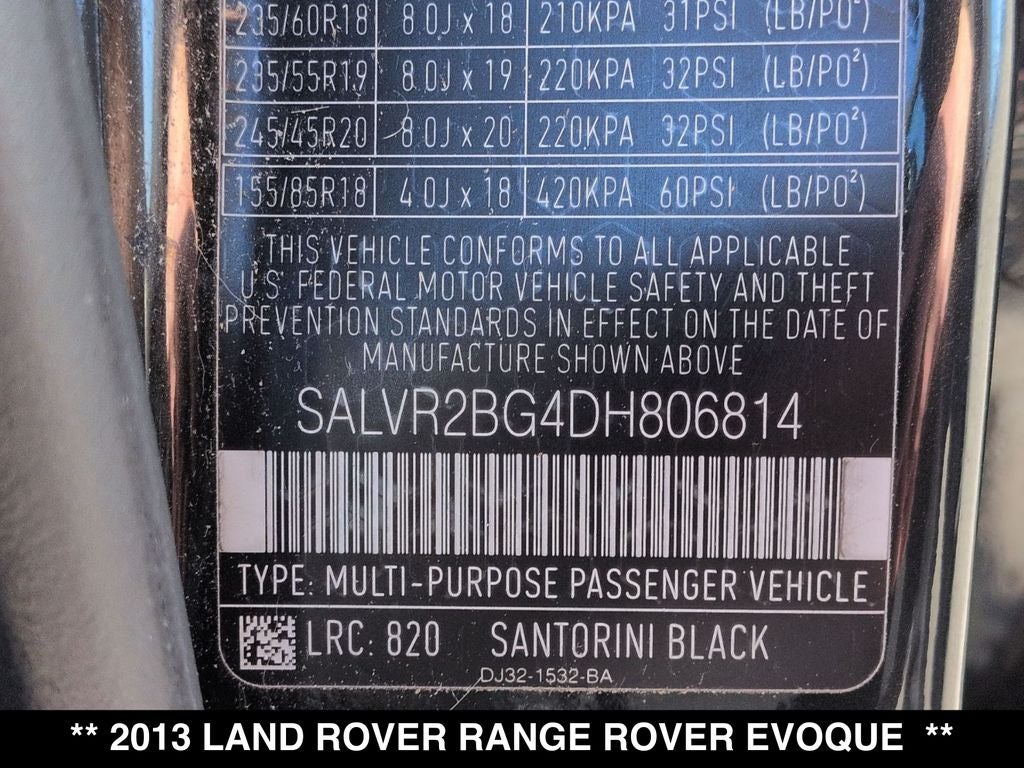 235/60R18 8.0J x 18 210KPA 31PSI (LB/PO²)
235/55R19 8.0J x 19 220KPA 32PSI (LB/PO²)
245/45R20 8.0J x 20 220KPA 32PSI (LB/PO²)
155/85R18 4.0J x 18 420KPA 60PSI (LB/PO²)
THIS VEHICLE CONFORMS TO ALL APPLICABLE
U.S. FEDERAL MOTOR VEHICLE SAFETY AND THEFT
PREVENTION STANDARDS IN EFFECT ON THE DATE OF
MANUFACTURE SHOWN ABOVE
SALVR2BG4DH806814
TYPE: MULTI-PURPOSE PASSENGER VEHICLE
LRC: 820 SANTORINI BLACK
DJ32-1532-BA
** 2013 LAND ROVER RANGE ROVER EVOQUE **